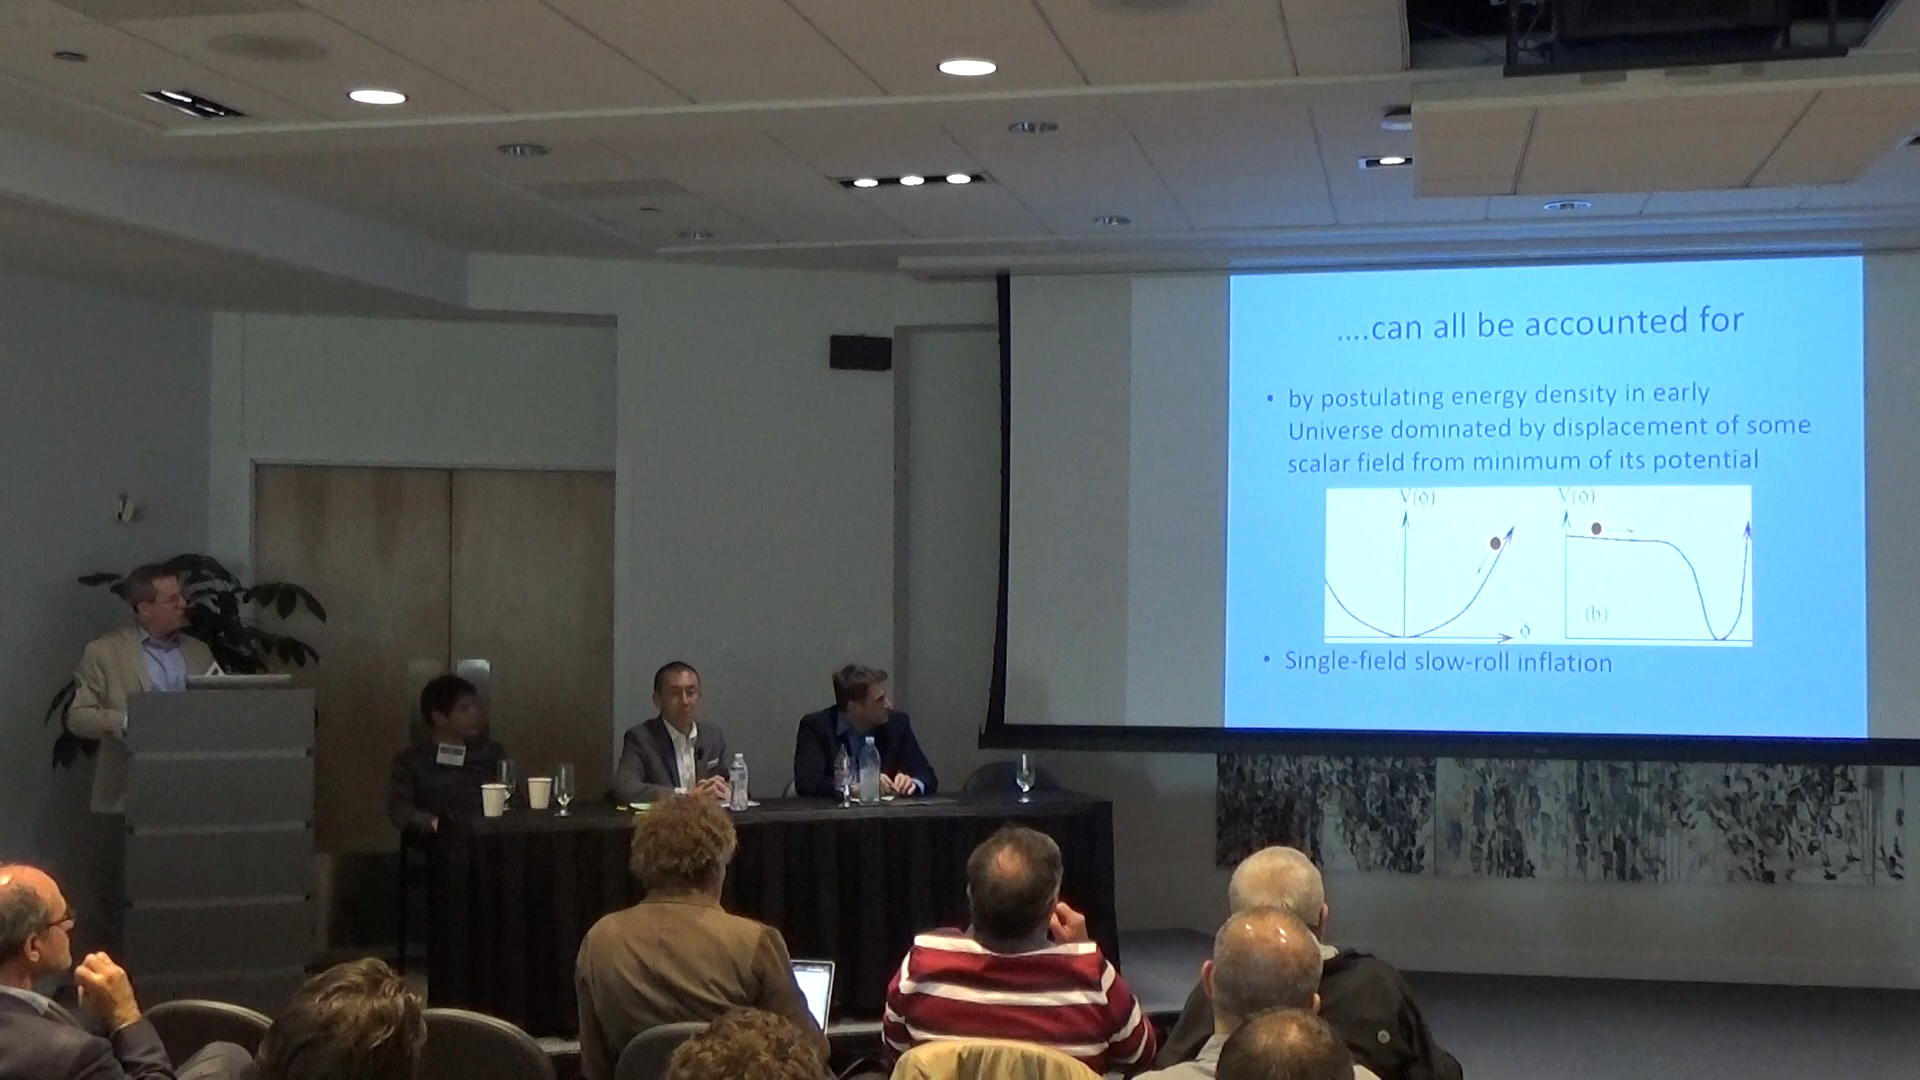 ....can all be accounted for
• by postulating energy density in early
Universe dominated by displacement of some
scalar field from minimum of its potential
V(ϕ)
V(ϕ)
(b)
ϕ
• Single-field slow-roll inflation